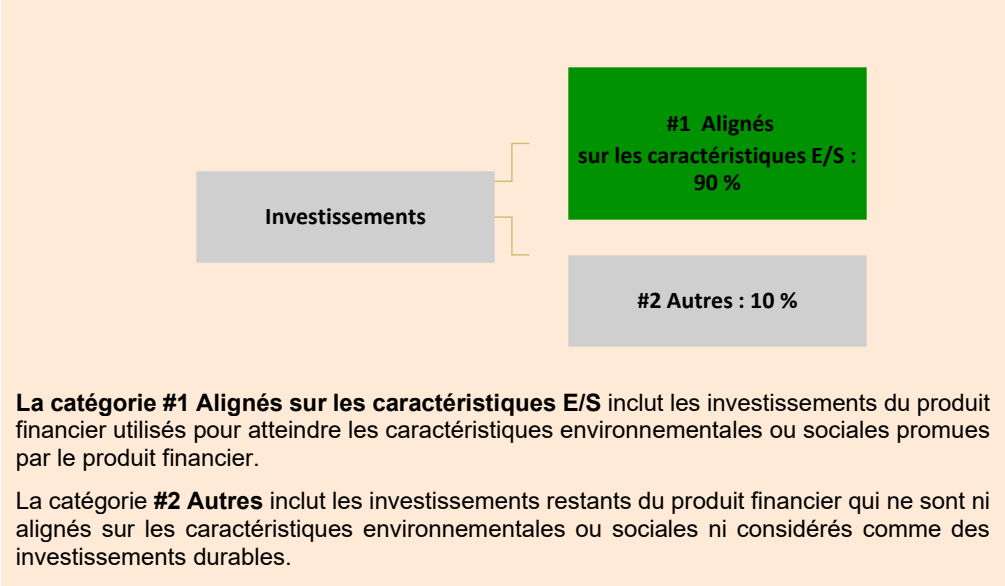 #1 Alignés
sur les caractéristiques E/S :
90 %
Investissements
#2 Autres : 10 %
La catégorie #1 Alignés sur les caractéristiques E/S inclut les investissements du produit
financier utilisés pour atteindre les caractéristiques environnementales ou sociales promues
par le produit financier.
La catégorie #2 Autres inclut les investissements restants du produit financier qui ne sont ni
alignés sur les caractéristiques environnementales ou sociales ni considérés comme des
investissements durables.